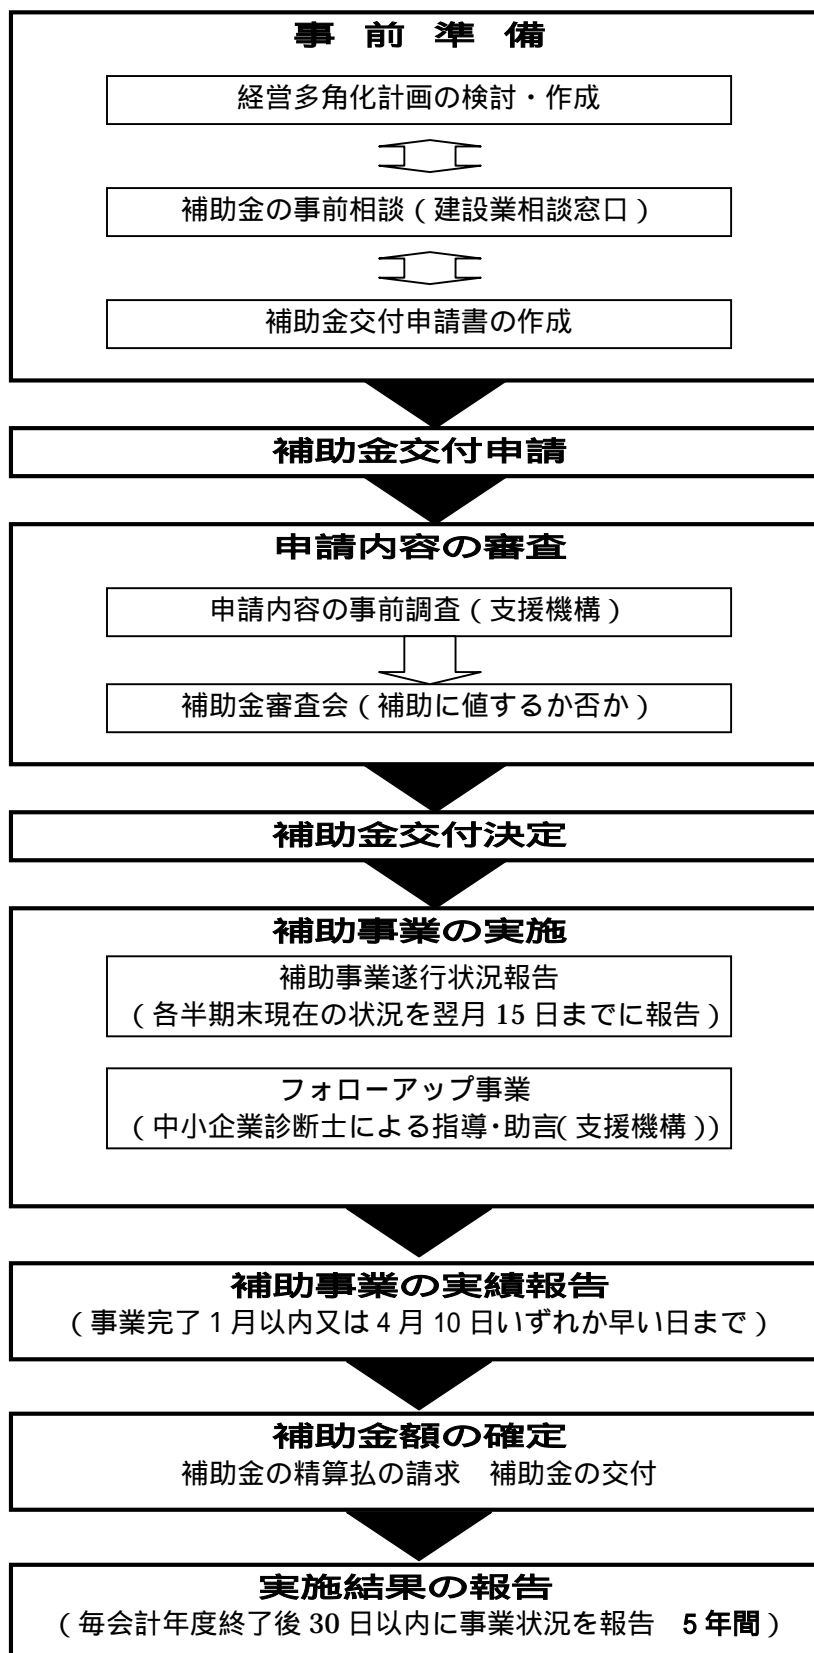 事 前 準 備
経営多角化計画の検討・作成
補助金の事前相談(建設業相談窓口)
補助金交付申請書の作成
補助金交付申請
申請内容の審査
申請内容の事前調査(支援機構)
補助金審査会(補助に値するか否か)
補助金交付決定
補助事業の実施
補助事業遂行状況報告
(各半期末現在の状況を翌月 15 日までに報告)
フォローアップ事業
(中小企業診断士による指導・助言(支援機構))
補助事業の実績報告
(事業完了 1 月以内又は 4 月 10 日いずれか早い日まで)
補助金額の確定
補助金の精算払の請求 補助金の交付
実施結果の報告
(毎会計年度終了後 30 日以内に事業状況を報告 5 年間)